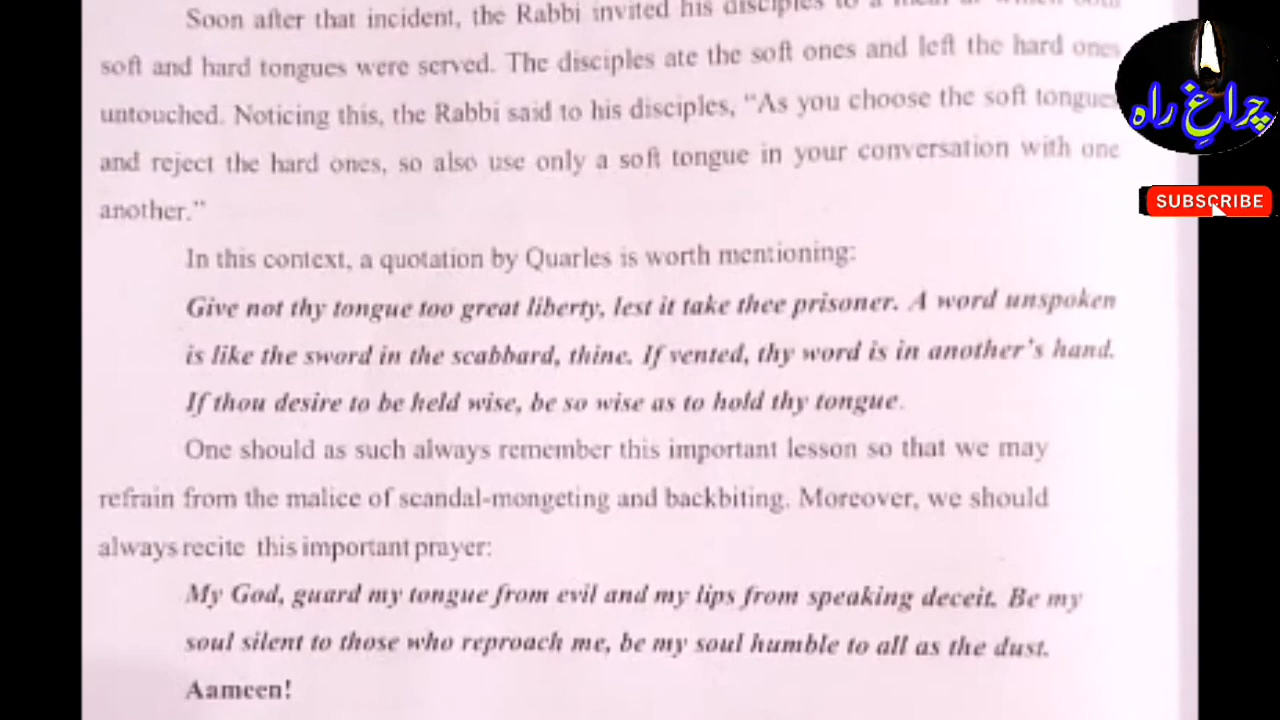 Soon after that incident, the Rabbi invited his disciples to a meal at which both
soft and hard tongues were served. The disciples ate the soft ones and left the hard ones
untouched. Noticing this, the Rabbi said to his disciples, "As you choose the soft tongues
and reject the hard ones, so also use only a soft tongue in your conversation with one
another."
In this context, a quotation by Quarles is worth mentioning:
Give not thy tongue too great liberty, lest it take thee prisoner. A word unspoken
is like the sword in the scabbard, thine. If vented, thy word is in another's hand.
If thou desire to be held wise, be so wise as to hold thy tongue.
One should as such always remember this important lesson so that we may
refrain from the malice of scandal-mongeting and backbiting. Moreover, we should
always recite this important prayer:
My God, guard my tongue from evil and my lips from speaking deceit. Be my
soul silent to those who reproach me, be my soul humble to all as the dust.
Aameen!
چراغِ راہ
SUBSCRIBE